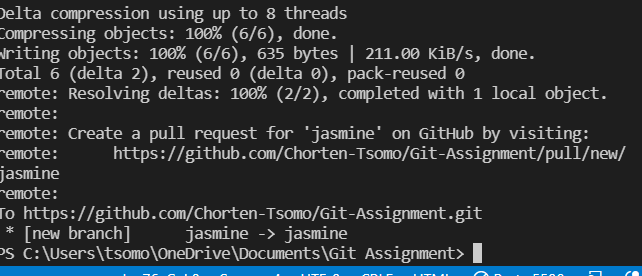 Delta compression using up to 8 threads
Compressing objects: 100% (6/6), done.
Writing objects: 100% (6/6), 635 bytes | 211.00 KiB/s, done.
Total 6 (delta 2), reused 0 (delta 0), pack-reused 0
remote: Resolving deltas: 100% (2/2), completed with 1 local object.
remote:
remote: Create a pull request for 'jasmine' on GitHub by visiting:
remote:      https://github.com/Chorten-Tsomo/Git-Assignment/pull/new/
jasmine
remote:
To https://github.com/Chorten-Tsomo/Git-Assignment.git
 * [new branch]      jasmine -> jasmine
PS C:\Users\tsomo\OneDrive\Documents\Git Assignment>